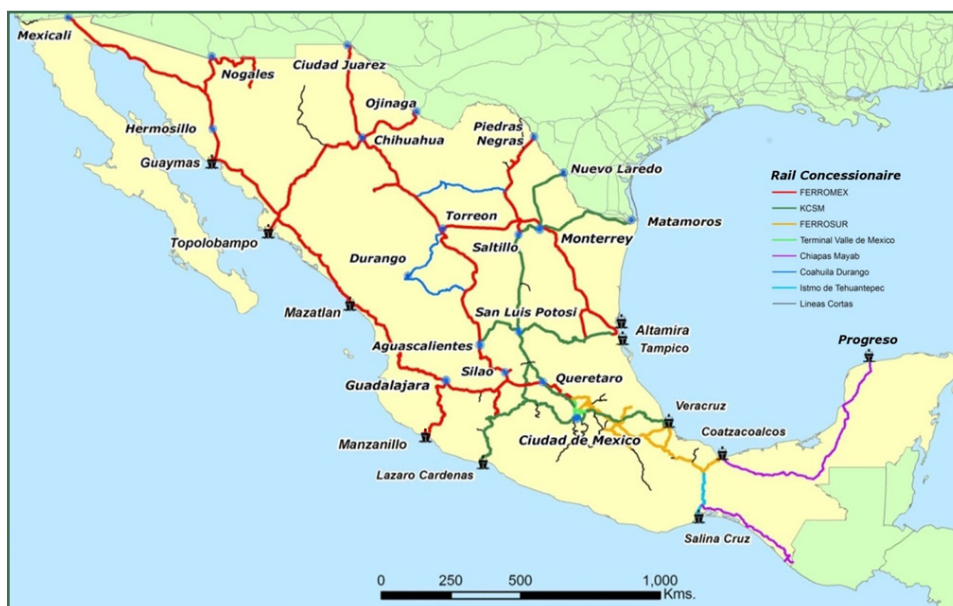 Mexicali
Nogales
Ciudad Juarez
Ojinaga
Hermosillo
Chihuahua
Piedras
Negras
Guaymas
Nuevo Laredo
Topolobampo
Torreon
Matamoros
Saltillo
Monterrey
Durango
Mazatlan
San Luis Potosi
Altamira
Tampico
Aguascalientes
Silao
Queretaro
Guadalajara
Veracruz
Progreso
Coatzacoalcos
Manzanillo
Ciudad de Mexico
Lazaro Cardenas
Salina Cruz
Rail Concessionaire
FERROMEX
KCSM
FERROSUR
Terminal Valle de Mexico
Chiapas Mayab
Coahuila Durango
Istmo de Tehuantepec
Lineas Cortas
0 250 500 1,000
Kms.